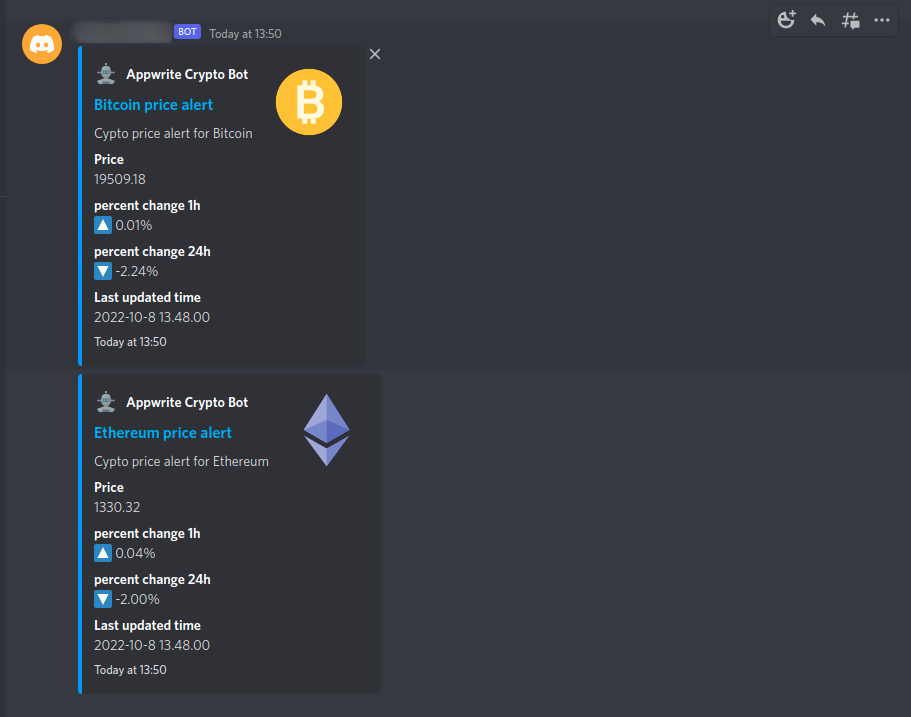 BOT Today at 13:50
Appwrite Crypto Bot
Bitcoin price alert
Cypto price alert for Bitcoin
Price
19509.18
percent change 1h
0.01%
percent change 24h
-2.24%
Last updated time
2022-10-8 13.48.00
Today at 13:50
Appwrite Crypto Bot
Ethereum price alert
Cypto price alert for Ethereum
Price
1330.32
percent change 1h
0.04%
percent change 24h
-2.00%
Last updated time
2022-10-8 13.48.00
Today at 13:50